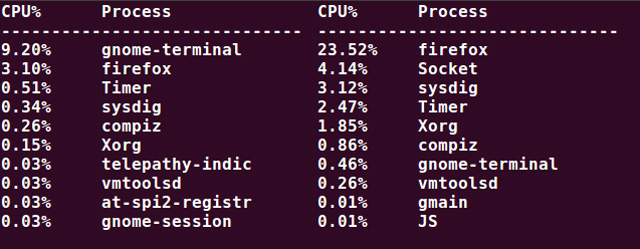 CPU%      Process             CPU%      Process
------------------------------  ------------------------------
9.20%     gnome-terminal      23.52%    firefox
3.10%     firefox             4.14%     Socket
0.51%     Timer               3.12%     sysdig
0.34%     sysdig              2.47%     Timer
0.26%     compiz              1.85%     Xorg
0.15%     Xorg                0.86%     compiz
0.03%     telepathy-indic     0.46%     gnome-terminal
0.03%     vmtoolsd            0.26%     vmtoolsd
0.03%     at-spi2-registr     0.01%     gmain
0.03%     gnome-session       0.01%     JS